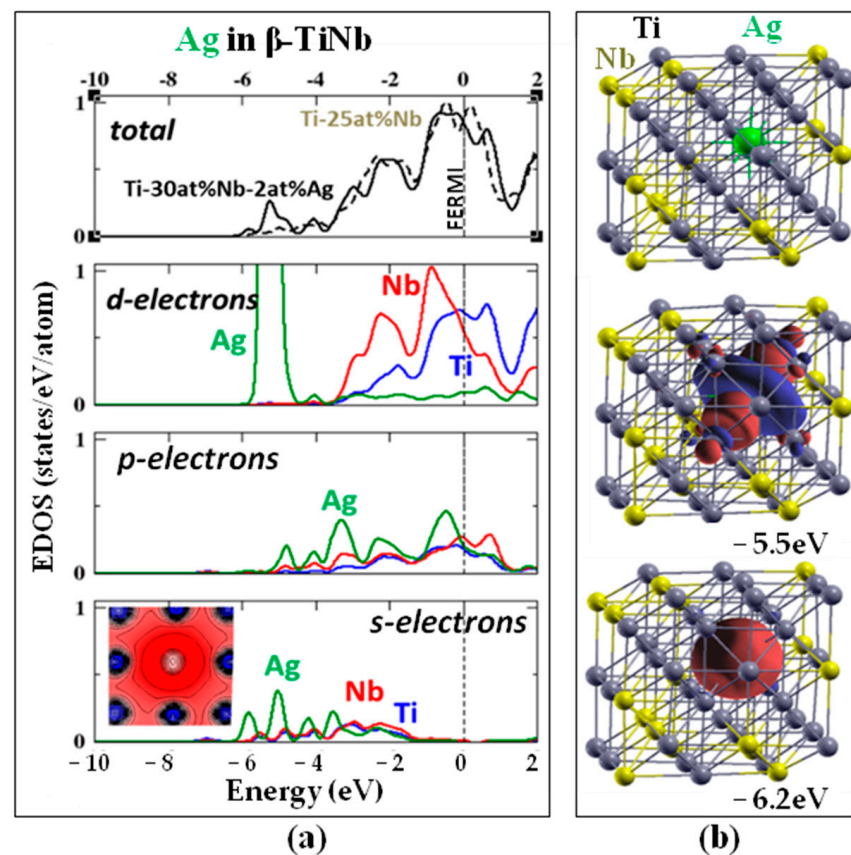 Ag in β-TiNb
-10 -8 -6 -4 -2 0 2
total
Ti-25at%Nb
Ti-30at%Nb-2at%Ag
FERMI
1
0
d-electrons
Nb
Ag
Ti
1
0
p-electrons
Ag
1
0
s-electrons
Ag
Nb
Ti
1
0
EDOS (states/eV/atom)
−10 −8 −6 −4 −2 0 2
Energy (eV)
(a)
Ti
Ag
Nb
−5.5eV
−6.2eV
(b)